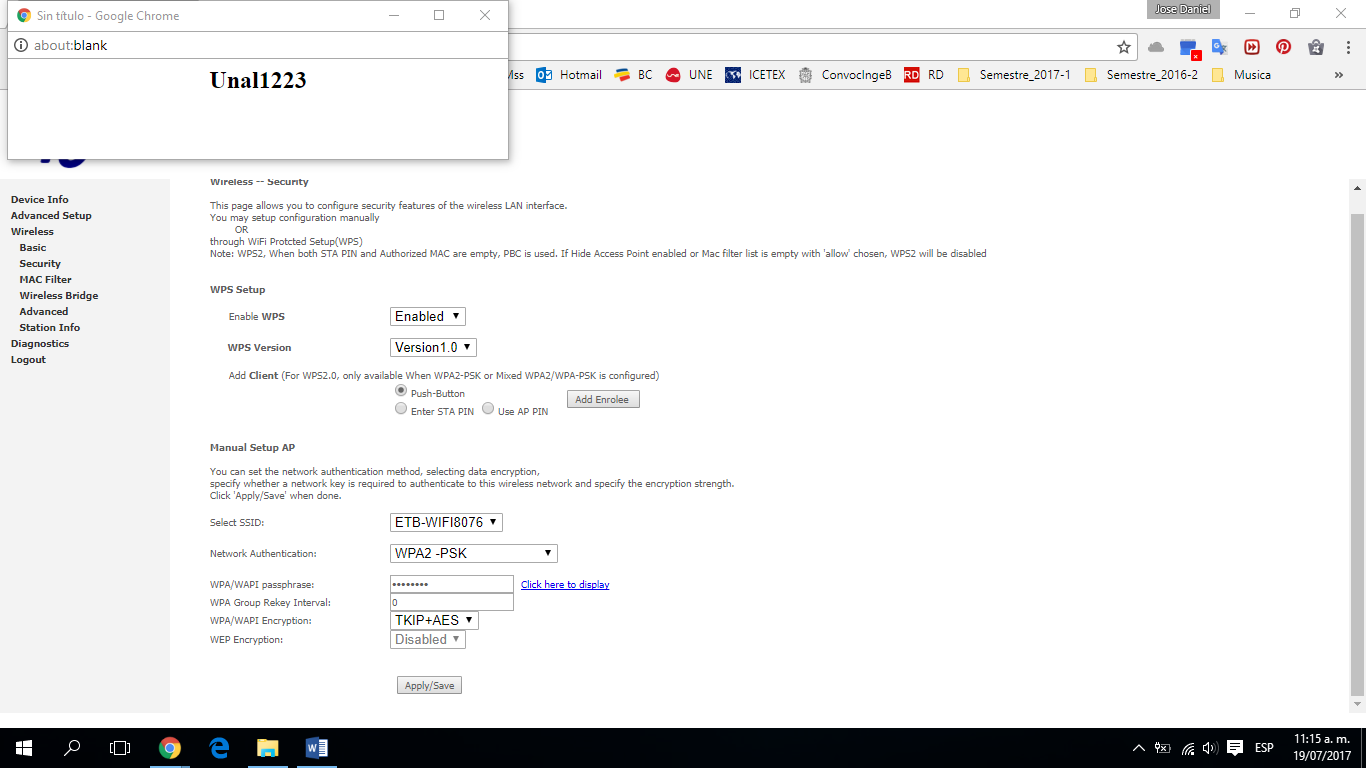 Sin título - Google Chrome
Jose Daniel
about:blank
Unal1223
Mss
Hotmail
BC
UNE
ICETEX
ConvocIngeB
RD
RD
Semestre_2017-1
Semestre_2016-2
Musica
»
Device Info
Advanced Setup
Wireless
Basic
Security
MAC Filter
Wireless Bridge
Advanced
Station Info
Diagnostics
Logout
Wireless -- Security
This page allows you to configure security features of the wireless LAN interface.
You may setup configuration manually
OR
through WiFi Protcted Setup(WPS)
Note: WPS2, When both STA PIN and Authorized MAC are empty, PBC is used. If Hide Access Point enabled or Mac filter list is empty with 'allow' chosen, WPS2 will be disabled
WPS Setup
Enable WPS Enabled
WPS Version Version1.0
Add Client (For WPS2.0, only available When WPA2-PSK or Mixed WPA2/WPA-PSK is configured)
Push-Button
Add Enrolee
Enter STA PIN Use AP PIN
Manual Setup AP
You can set the network authentication method, selecting data encryption,
specify whether a network key is required to authenticate to this wireless network and specify the encryption strength.
Click 'Apply/Save' when done.
Select SSID: ETB-WIFI8076
Network Authentication: WPA2 -PSK
WPA/WAPI passphrase: •••••••• Click here to display
WPA Group Rekey Interval: 0
WPA/WAPI Encryption: TKIP+AES
WEP Encryption: Disabled
Apply/Save
ESP
11:15 a. m.
19/07/2017